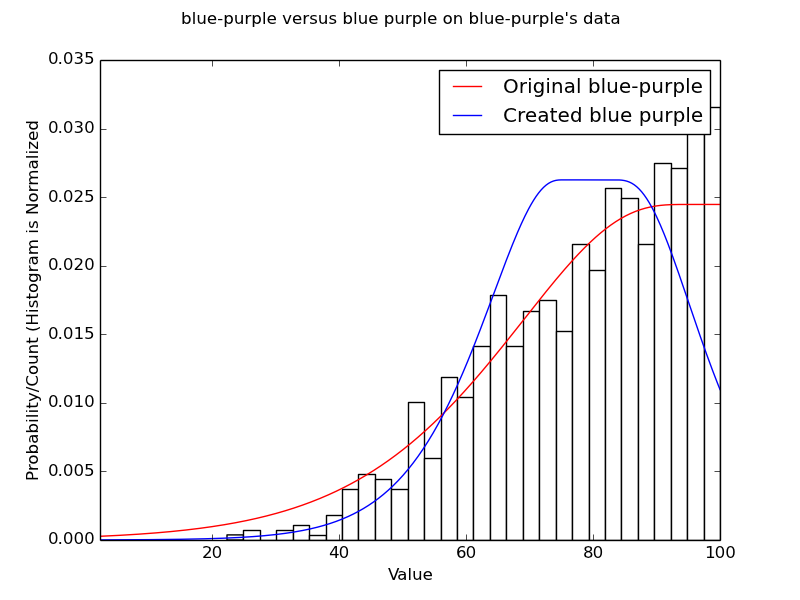 blue-purple versus blue purple on blue-purple's data
Original blue-purple
Created blue purple
Probability/Count (Histogram is Normalized
0.035
0.030
0.025
0.020
0.015
0.010
0.005
0.000
20 40 60 80 100
Value